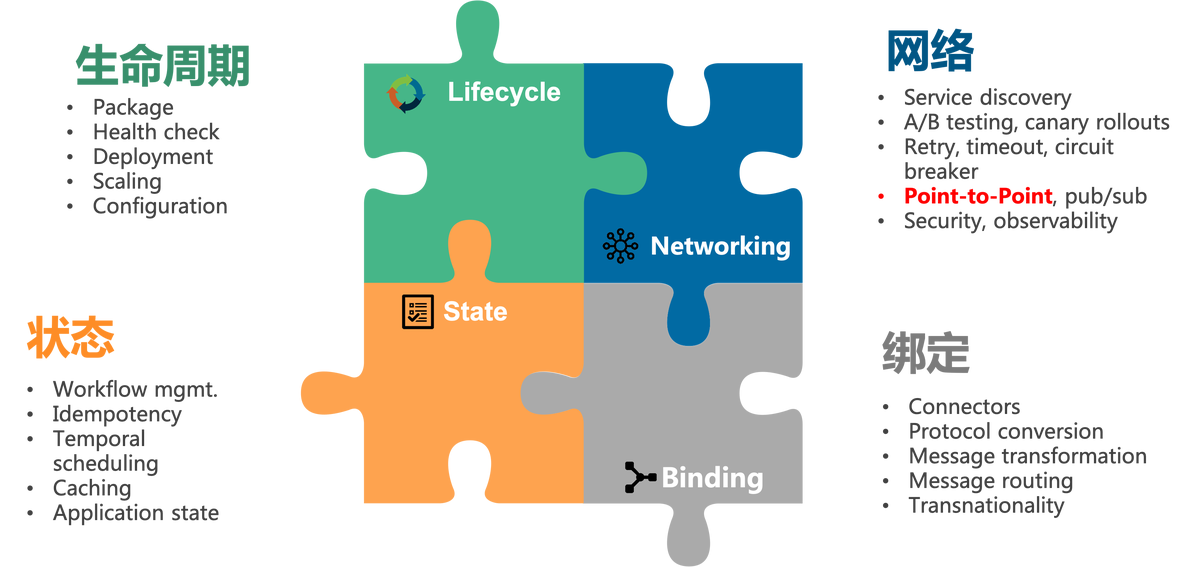 生命周期
• Package
• Health check
• Deployment
• Scaling
• Configuration
Lifecycle
网络
• Service discovery
• A/B testing, canary rollouts
• Retry, timeout, circuit
breaker
• Point-to-Point, pub/sub
• Security, observability
Networking
状态
• Workflow mgmt.
• Idempotency
• Temporal
scheduling
• Caching
• Application state
State
绑定
• Connectors
• Protocol conversion
• Message transformation
• Message routing
• Transnationality
Binding